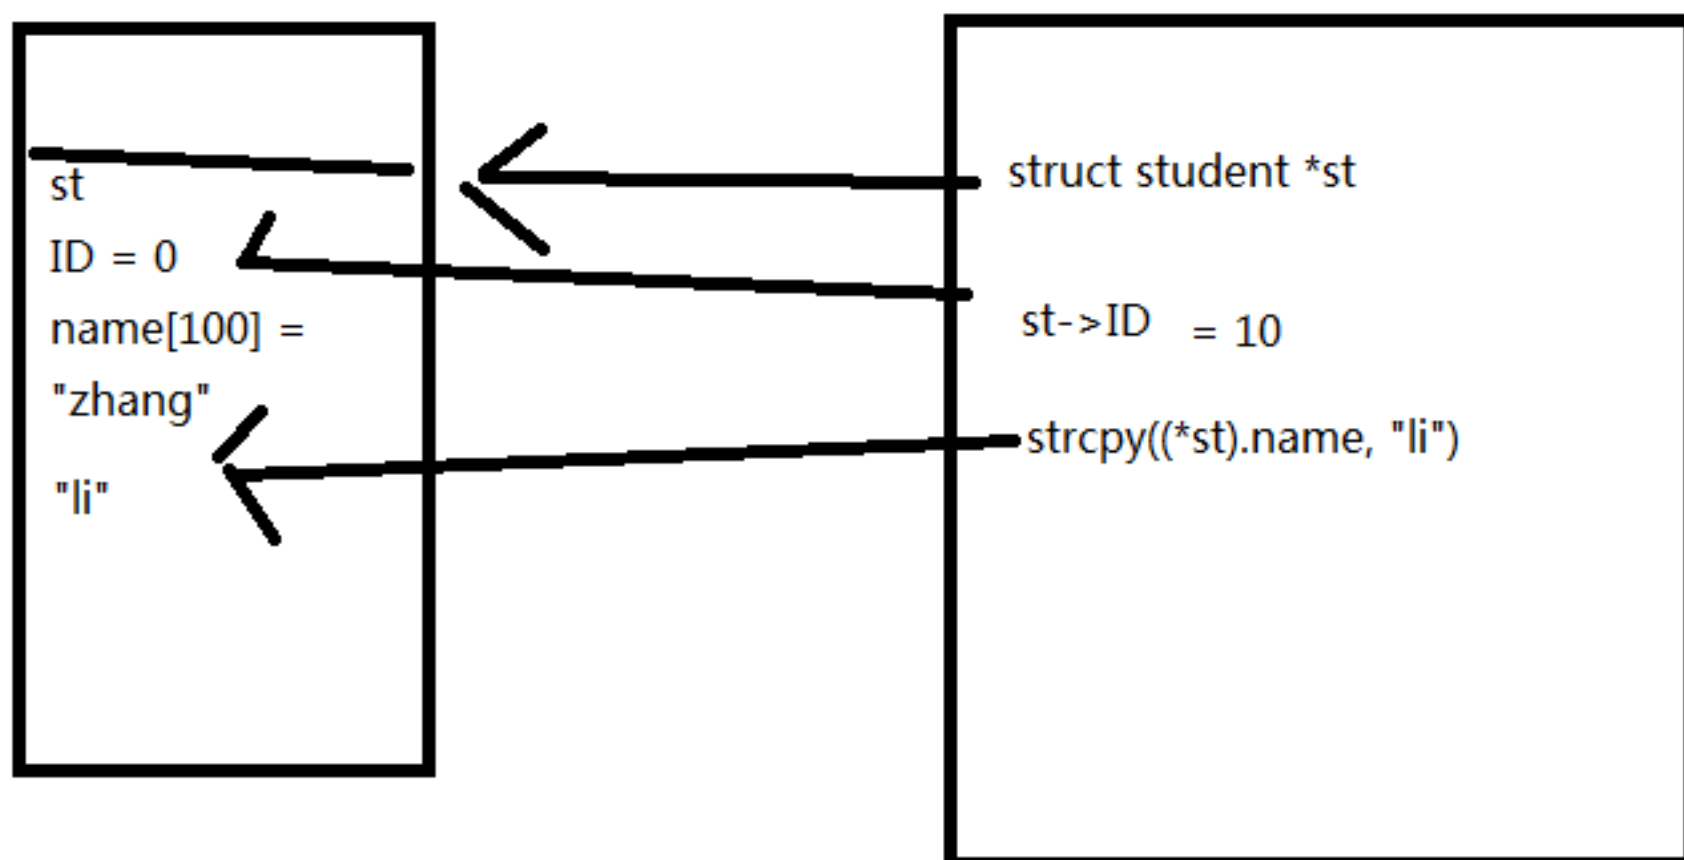 st
ID = 0
name[100] =
"zhang"
"li"
struct student *st
st->ID = 10
strcpy((*st).name, "li")